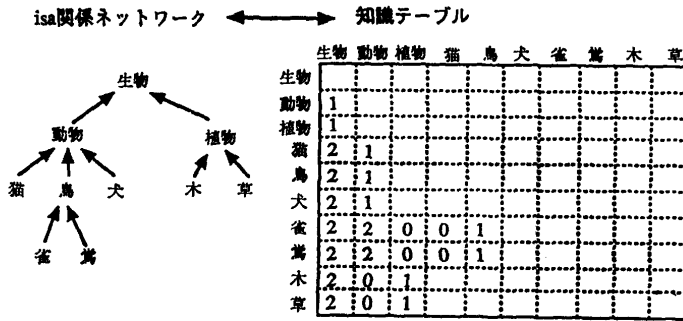 isa関係ネットワーク 知識テーブル
生物 動物 植物 猫 鳥 犬 雀 木 草
生物
動物 1
植物 1
猫 2 1
鳥 2 1
犬 2 1
雀 2 2 0 0 1
2 2 0 0 1
木 2 0 1
草 2 0 1
生物
動物 植物
猫 鳥 犬 木 草
雀